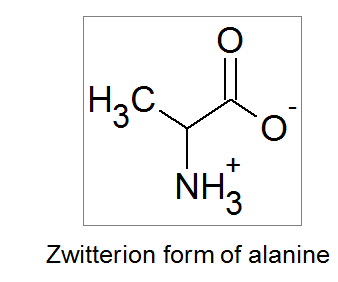 O
H3C
O-
NH3+
Zwitterion form of alanine